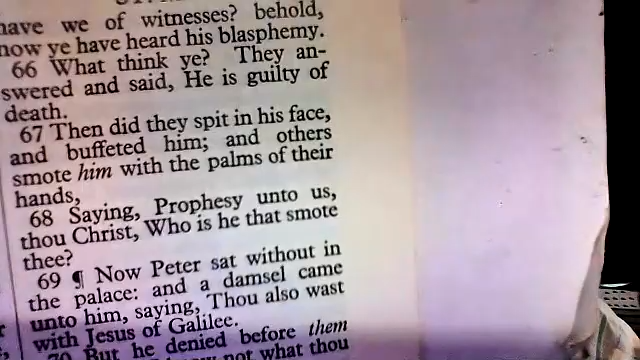 have we of witnesses? behold,
now ye have heard his blasphemy.
66 What think ye? They an-
swered and said, He is guilty of
death.
67 Then did they spit in his face,
and buffeted him; and others
smote him with the palms of their
hands,
68 Saying, Prophesy unto us,
thou Christ, Who is he that smote
thee?
69 ¶ Now Peter sat without in
the palace: and a damsel came
unto him, saying, Thou also wast
with Jesus of Galilee.
70 But he denied before them
not what thou